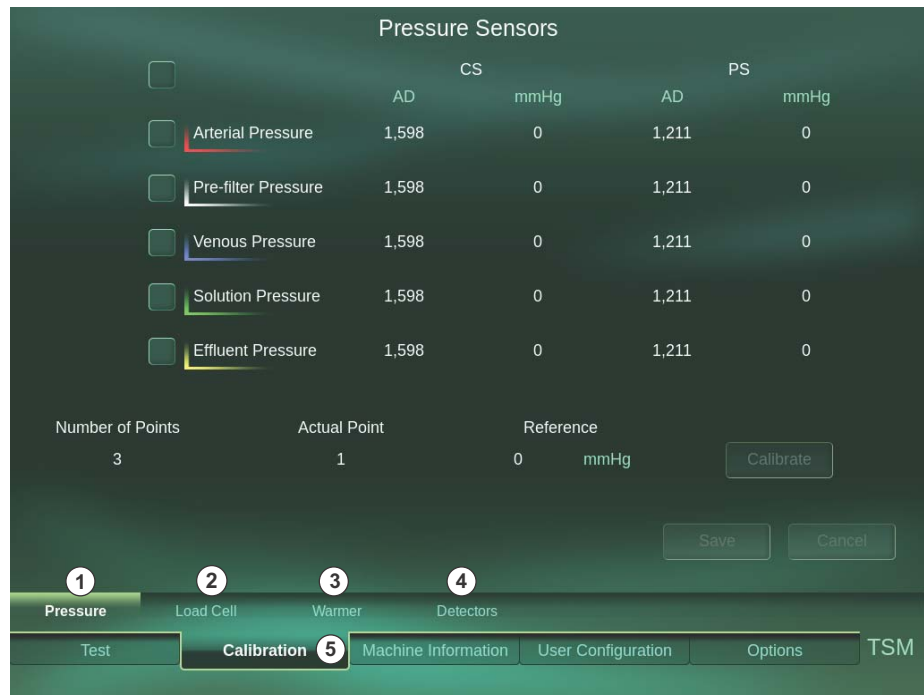 Pressure Sensors
CS PS
AD mmHg AD mmHg
Arterial Pressure 1,598 0 1,211 0
Pre-filter Pressure 1,598 0 1,211 0
Venous Pressure 1,598 0 1,211 0
Solution Pressure 1,598 0 1,211 0
Effluent Pressure 1,598 0 1,211 0
Number of Points Actual Point Reference
3 1 0 mmHg Calibrate
Save Cancel
1 2 3 4
Pressure Load Cell Warmer Detectors
Test Calibration 5 Machine Information User Configuration Options TSM